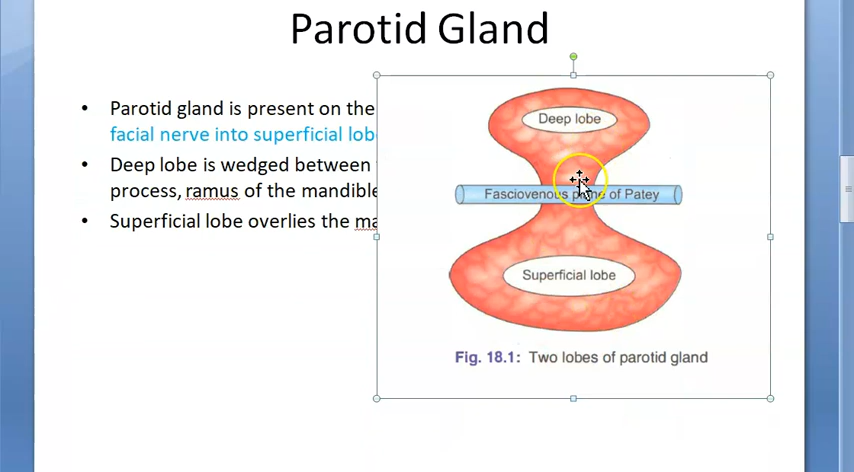 Parotid Gland
• Parotid gland is present on the
facial nerve into superficial lob
• Deep lobe is wedged between
process, ramus of the mandible
• Superficial lobe overlies the ma
Deep lobe
Fasciovenous plane of Patey
Superficial lobe
Fig. 18.1: Two lobes of parotid gland